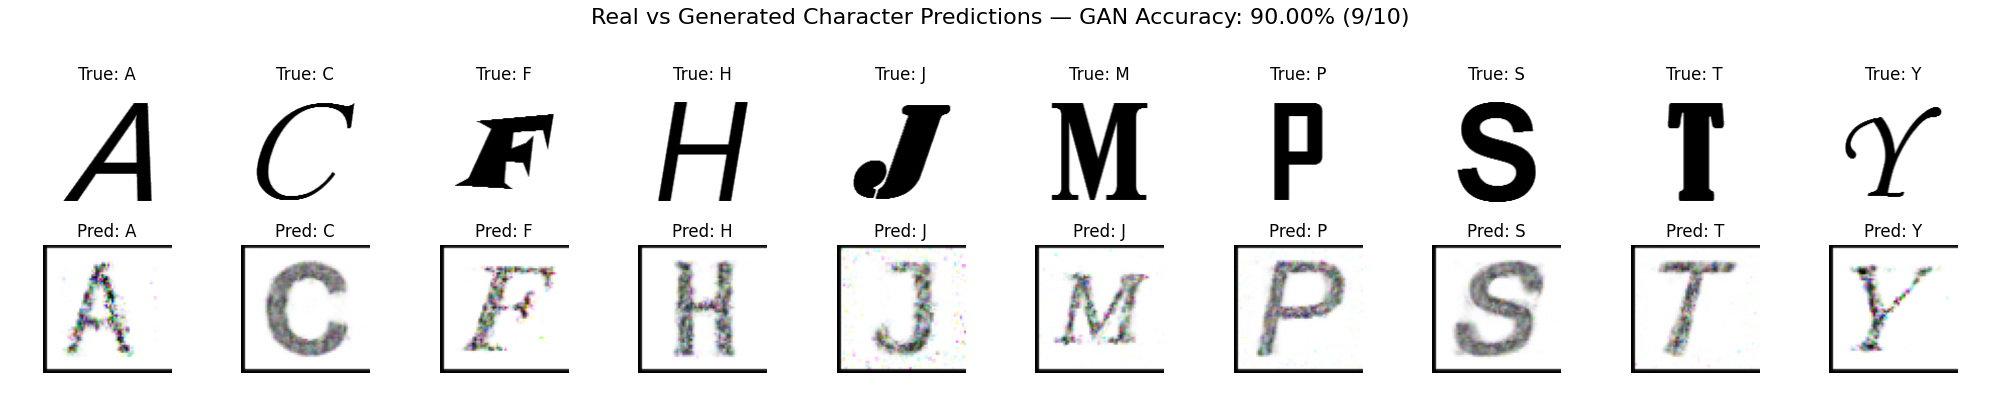 Real vs Generated Character Predictions — GAN Accuracy: 90.00% (9/10)
True: A True: C True: F True: H True: J True: M True: P True: S True: T True: Y
A C F H J M P S T Y
Pred: A Pred: C Pred: F Pred: H Pred: J Pred: J Pred: P Pred: S Pred: T Pred: Y
A C F H J M P S T Y